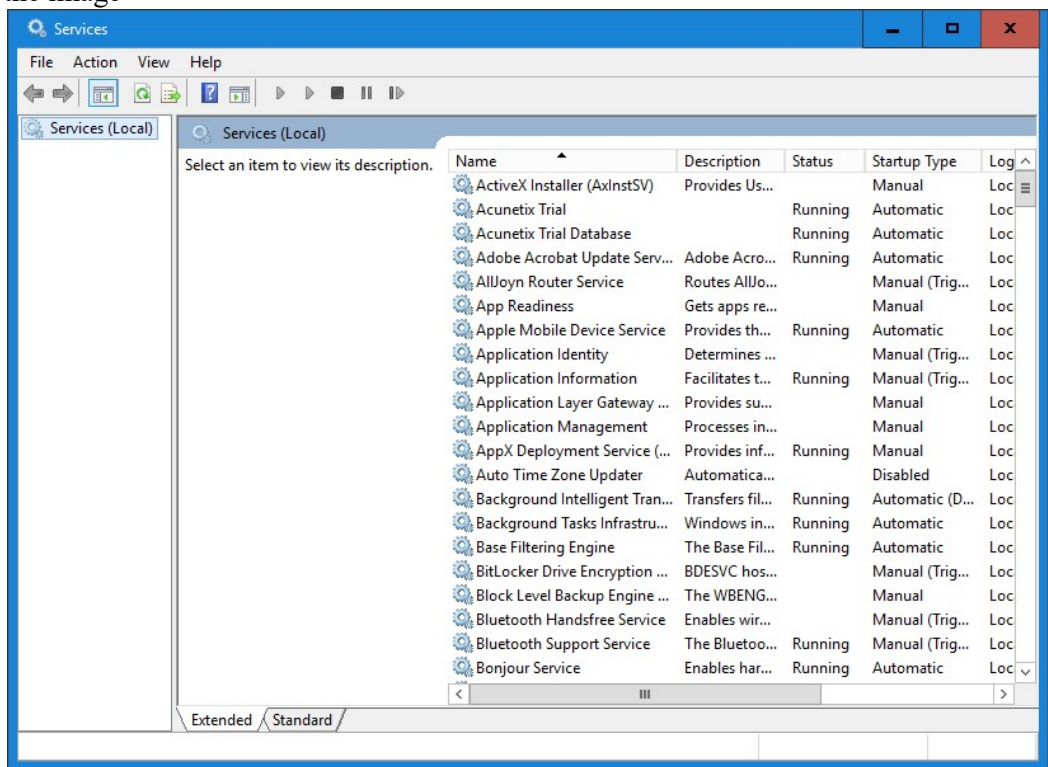 Services
File Action View Help
Services (Local)
Services (Local)
Select an item to view its description.
Name Description Status Startup Type Log
ActiveX Installer (AxInstSV) Provides Us... Manual Loc
Acunetix Trial Running Automatic Loc
Acunetix Trial Database Running Automatic Loc
Adobe Acrobat Update Serv... Adobe Acro... Running Automatic Loc
AllJoyn Router Service Routes AllJo... Manual (Trig... Loc
App Readiness Gets apps re... Manual Loc
Apple Mobile Device Service Provides th... Running Automatic Loc
Application Identity Determines ... Manual (Trig... Loc
Application Information Facilitates t... Running Manual (Trig... Loc
Application Layer Gateway ... Provides su... Manual Loc
Application Management Processes in... Manual Loc
AppX Deployment Service (... Provides inf... Running Manual Loc
Auto Time Zone Updater Automatica... Disabled Loc
Background Intelligent Tran... Transfers fil... Running Automatic (D... Loc
Background Tasks Infrastru... Windows in... Running Automatic Loc
Base Filtering Engine The Base Fil... Running Automatic Loc
BitLocker Drive Encryption ... BDESVC hos... Manual (Trig... Loc
Block Level Backup Engine ... The WBENG... Manual Loc
Bluetooth Handsfree Service Enables wir... Manual (Trig... Loc
Bluetooth Support Service The Bluetoo... Running Manual (Trig... Loc
Bonjour Service Enables har... Running Automatic Loc
Extended Standard